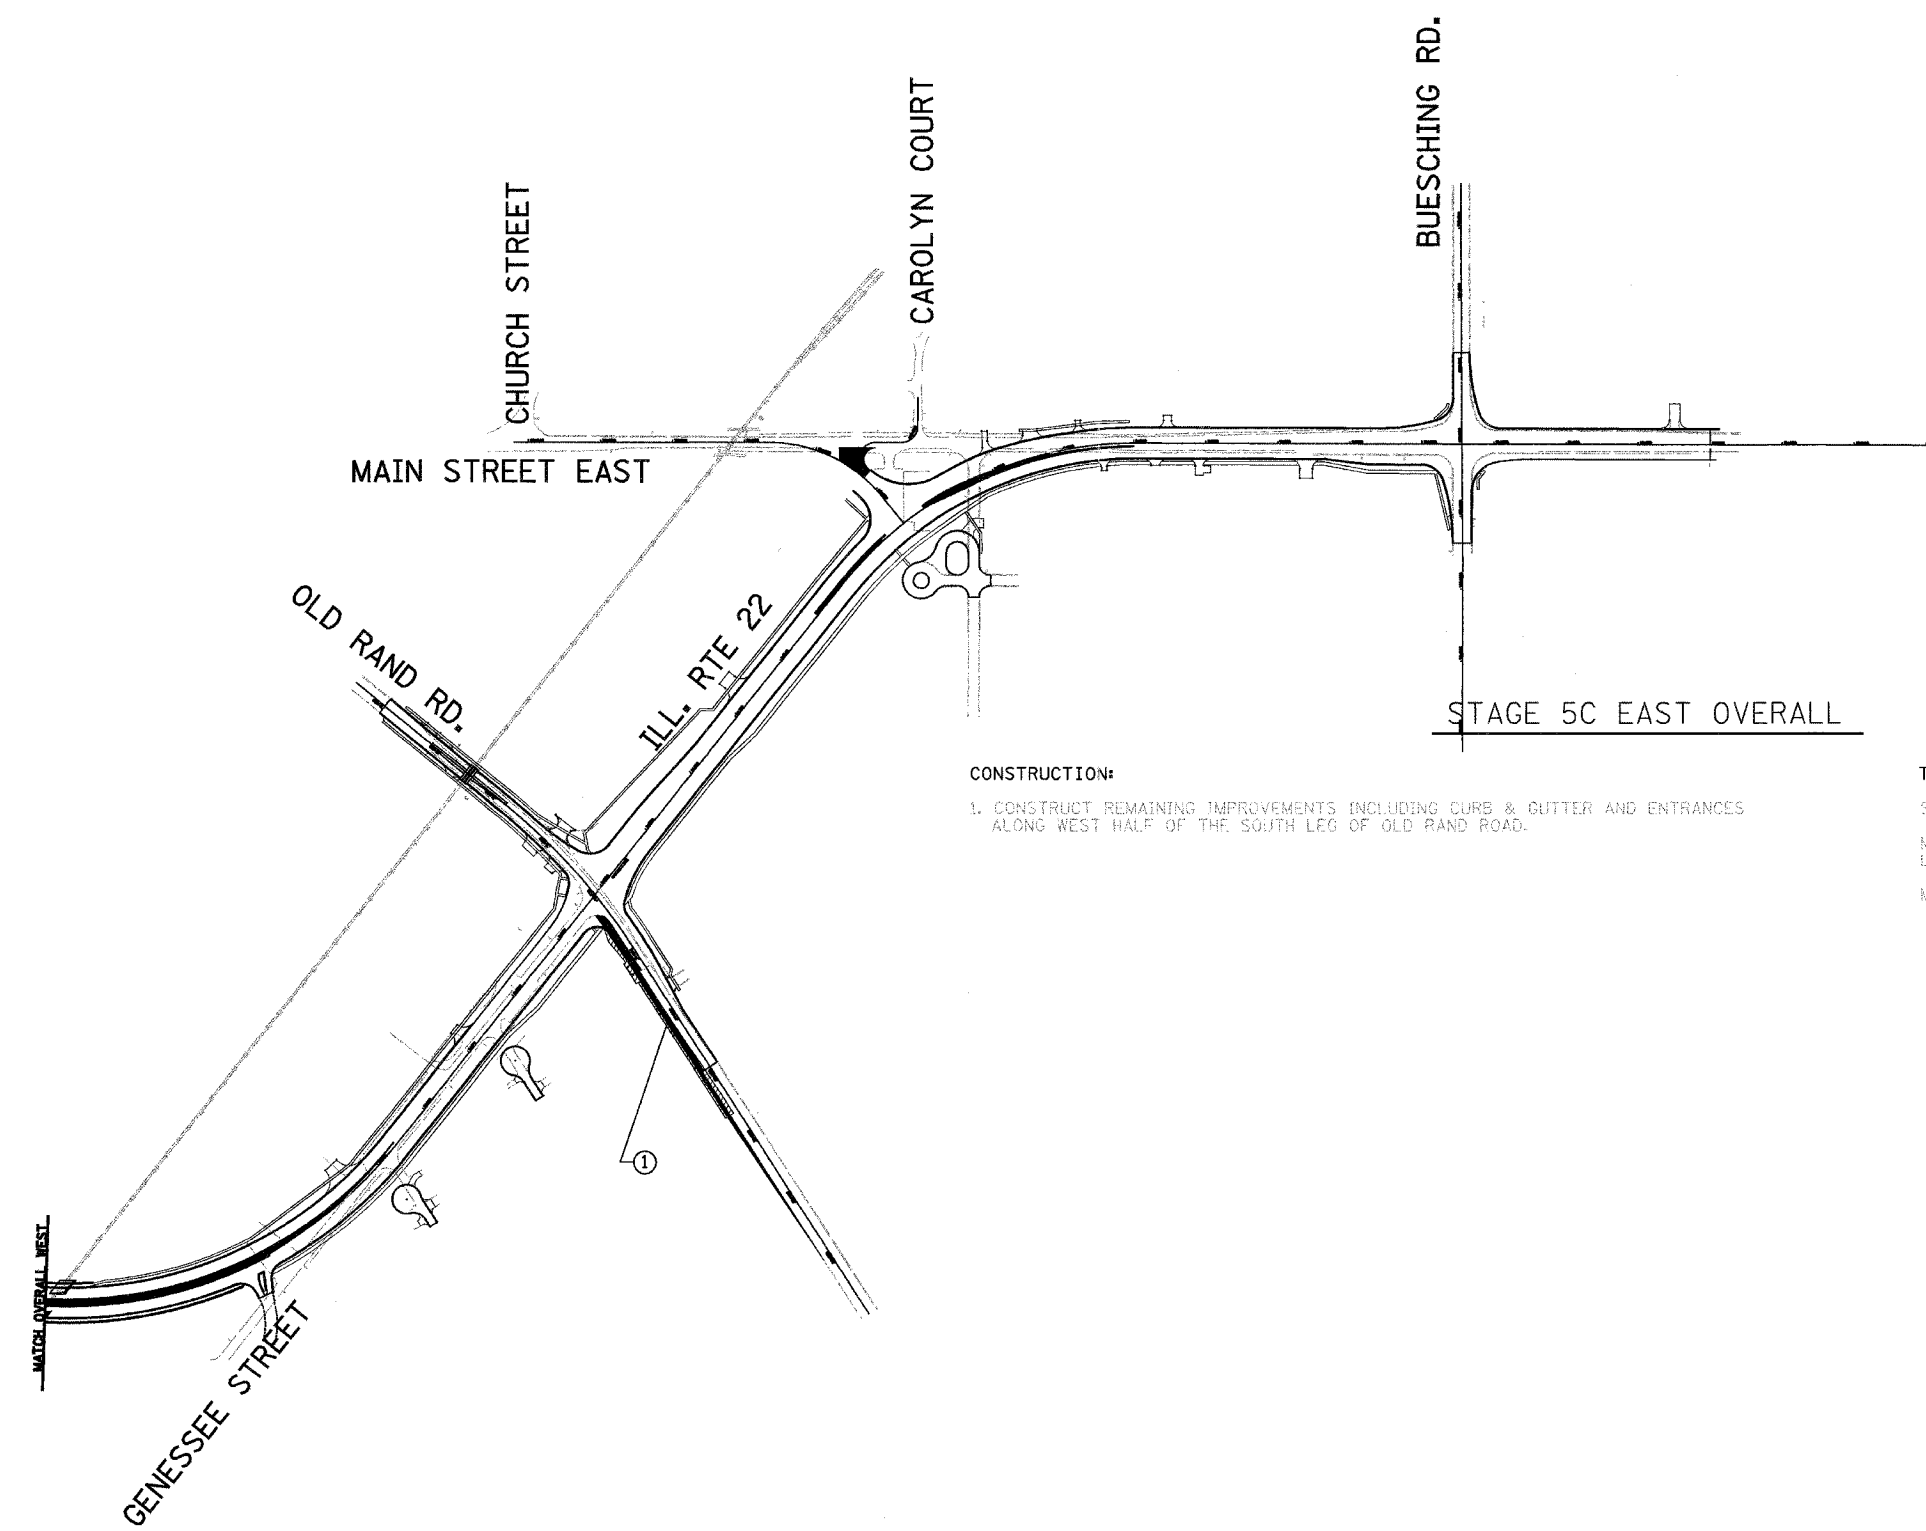 BUESCHING RD.
CAROLYN COURT
CHURCH STREET
MAIN STREET EAST
OLD RAND RD.
ILL. RTE 22
STAGE 5C EAST OVERALL
CONSTRUCTION:
1. CONSTRUCT REMAINING IMPROVEMENTS INCLUDING CURB & GUTTER AND ENTRANCES
ALONG WEST HALF OF THE SOUTH LEG OF OLD RAND ROAD.
1
MATCH OVERALL WEST
GENESSEE STREET